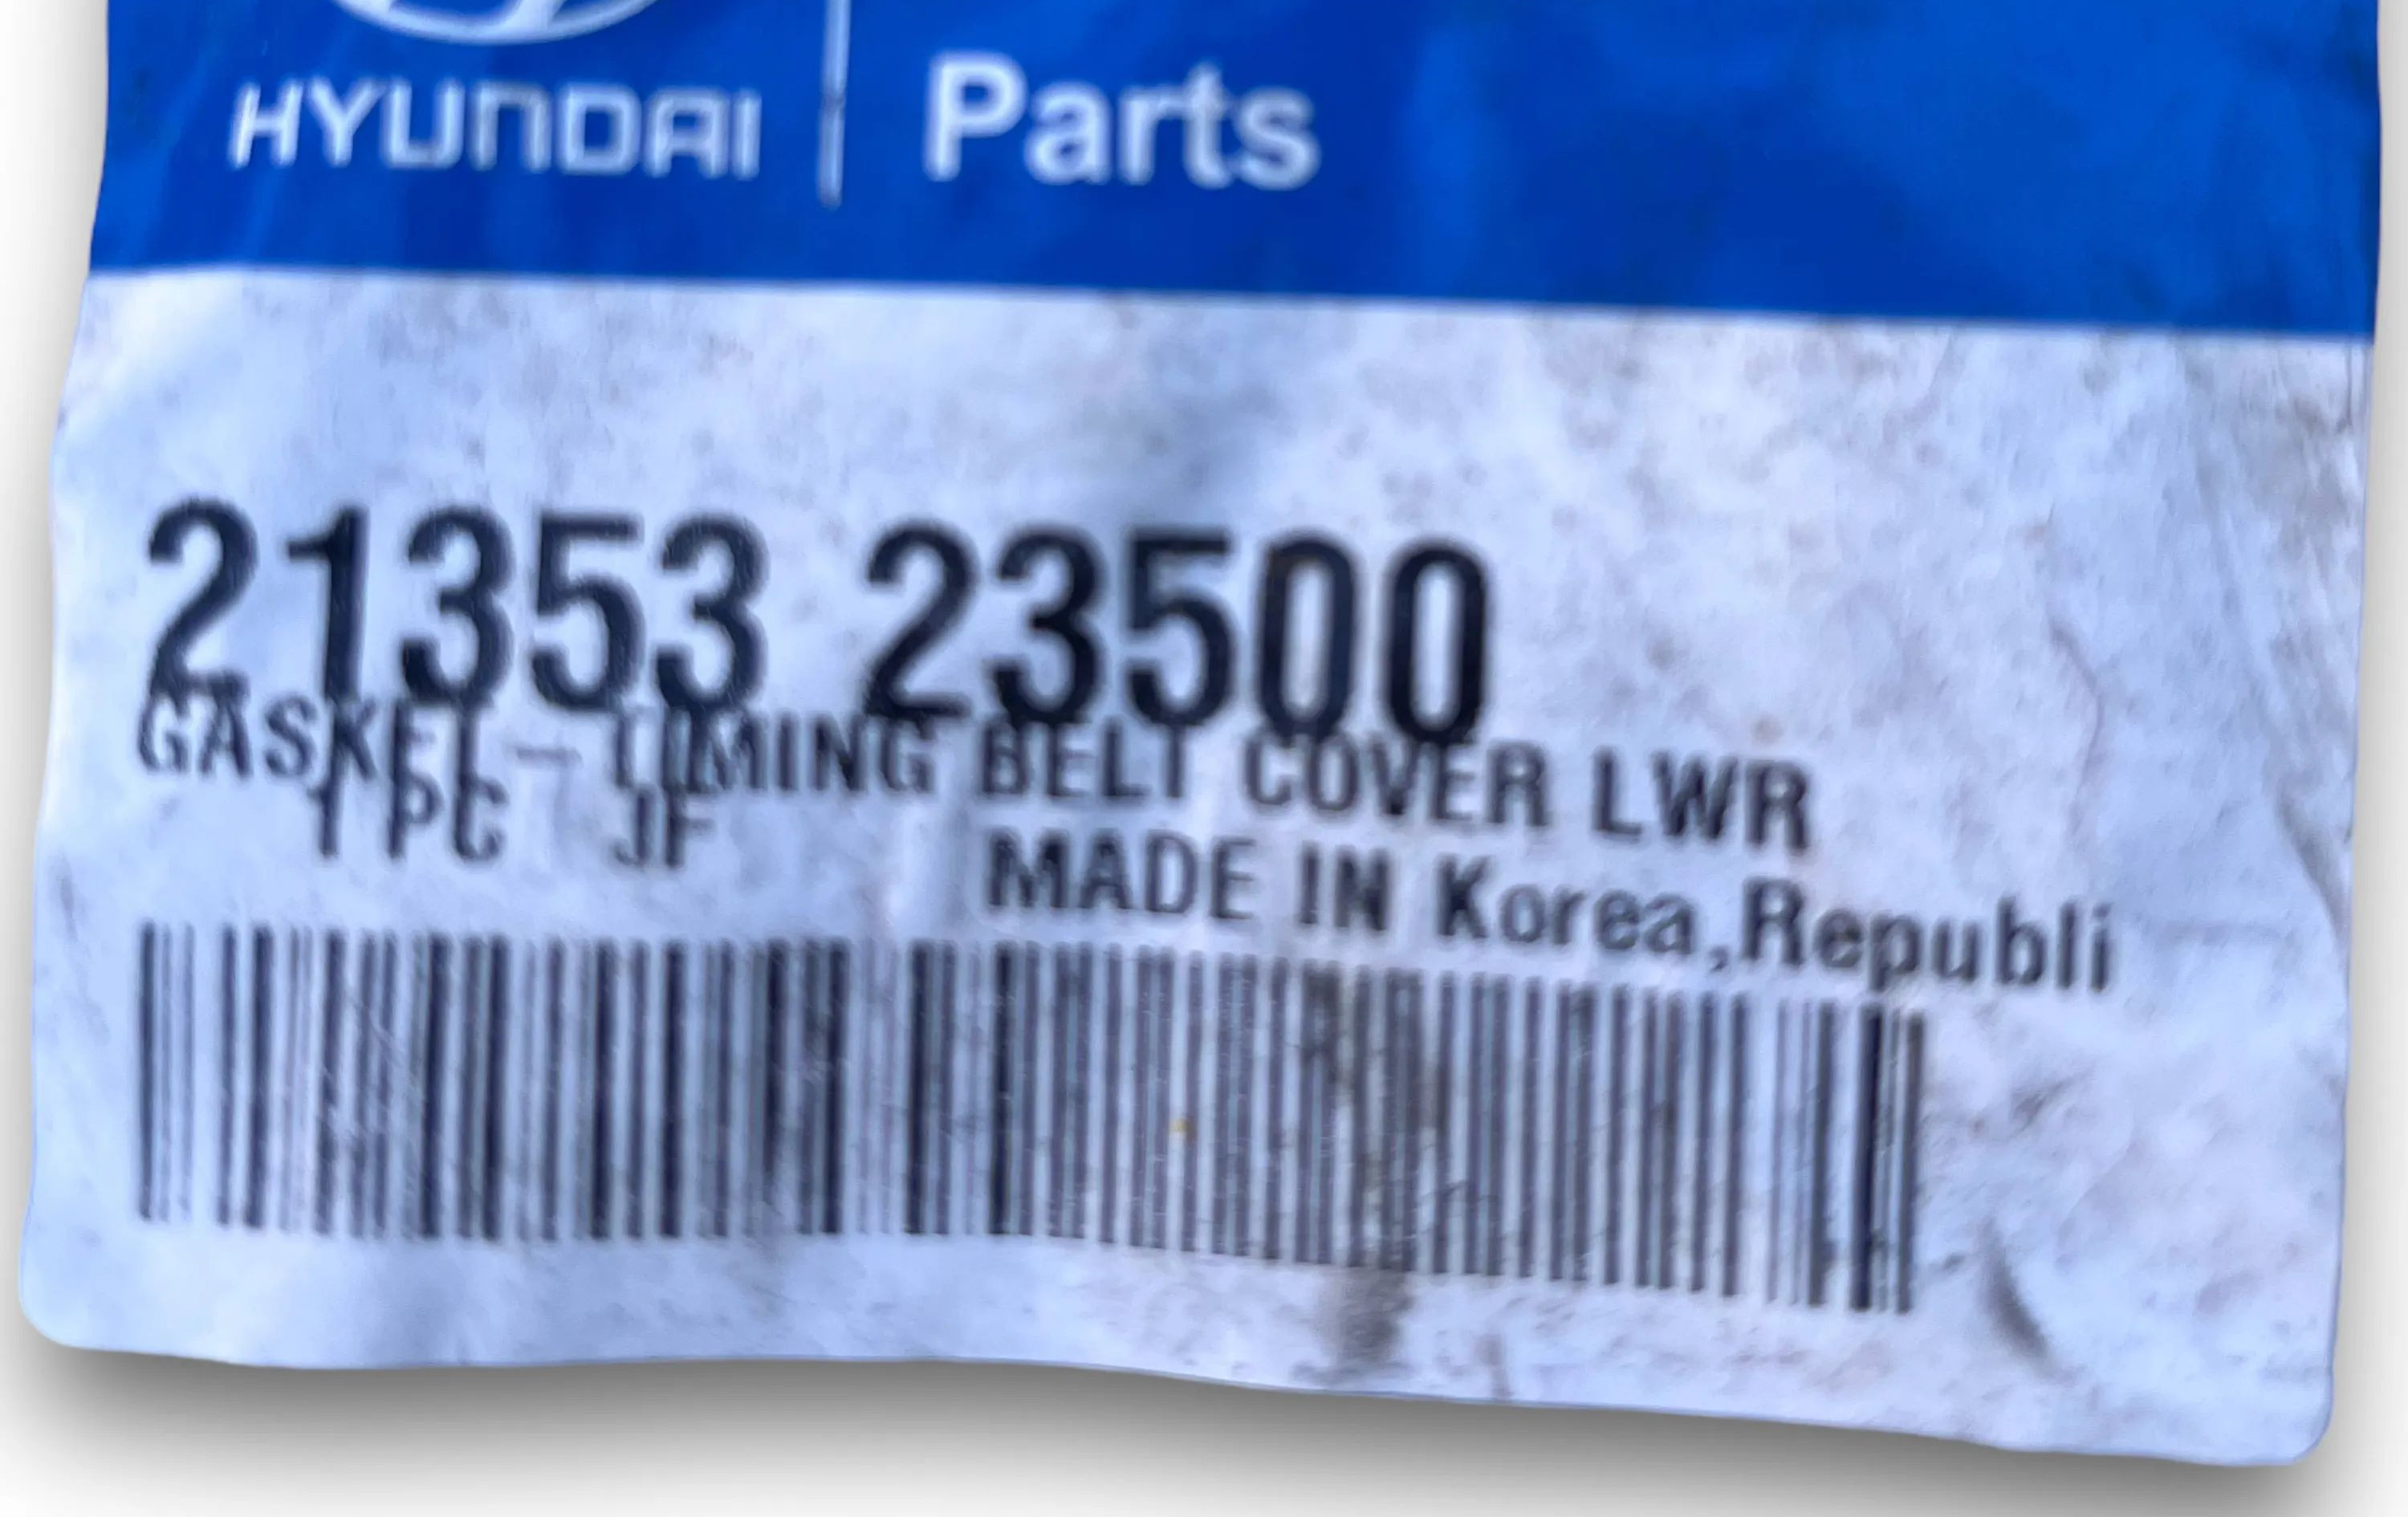 HYUNDAI Parts
21353 23500
GASKET-TIMING BELT COVER LWR
1 PC JF
MADE IN Korea,Republi